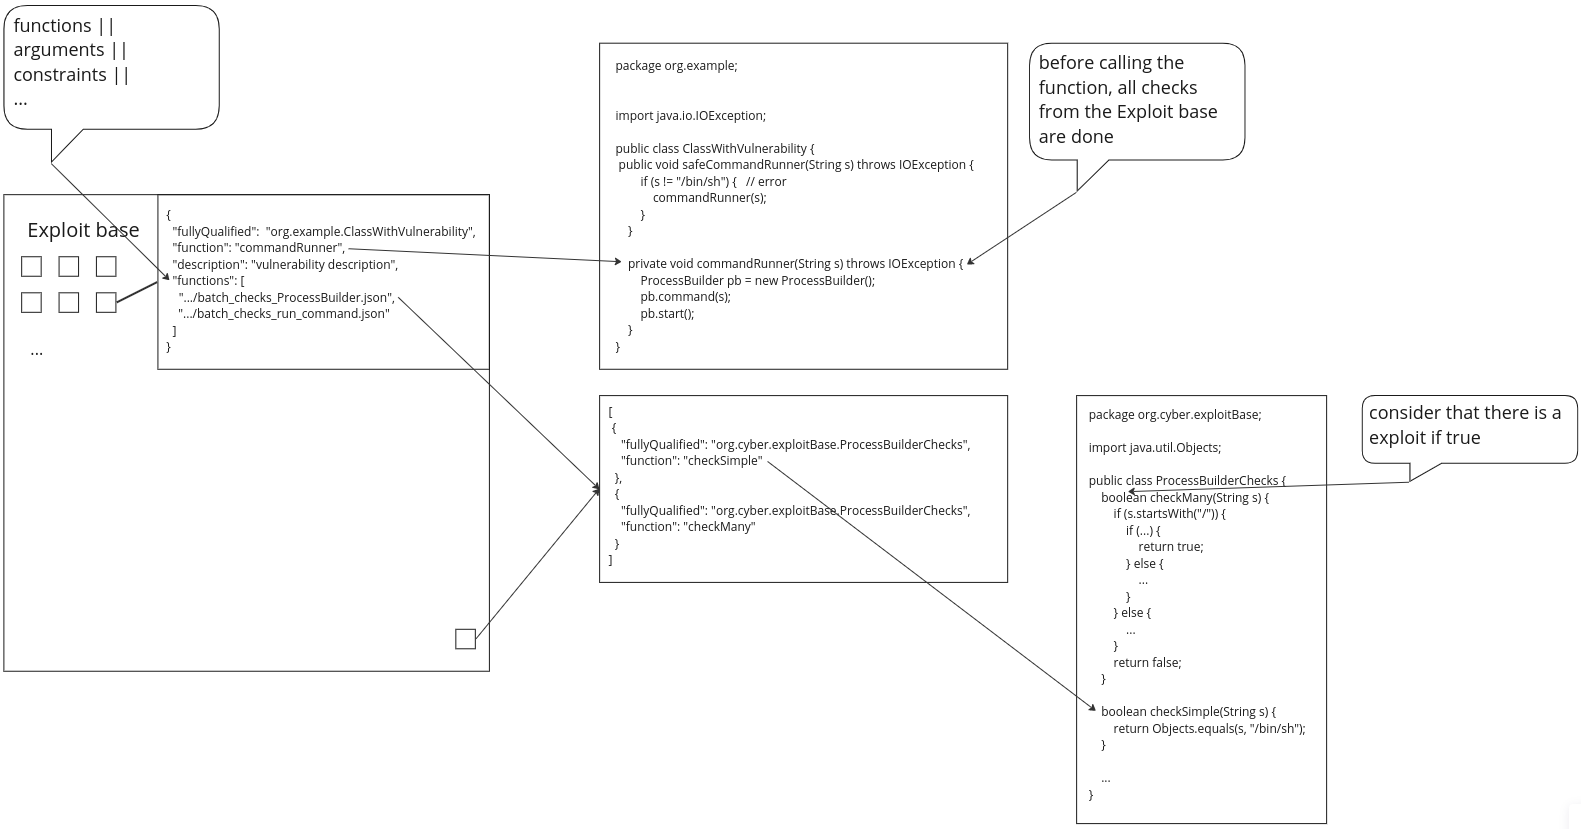 functions ||
arguments ||
constraints ||
...
Exploit base
...
{
"fullyQualified":  "org.example.ClassWithVulnerability",
"function": "commandRunner",
"description": "vulnerability description",
"functions": [
".../batch_checks_ProcessBuilder.json",
".../batch_checks_run_command.json"
]
}
package org.example;
import java.io.IOException;
public class ClassWithVulnerability {
public void safeCommandRunner(String s) throws IOException {
if (s != "/bin/sh") {   // error
commandRunner(s);
}
}
private void commandRunner(String s) throws IOException {
ProcessBuilder pb = new ProcessBuilder();
pb.command(s);
pb.start();
}
}
before calling the
function, all checks
from the Exploit base
are done
[
{
"fullyQualified": "org.cyber.exploitBase.ProcessBuilderChecks",
"function": "checkSimple"
},
{
"fullyQualified": "org.cyber.exploitBase.ProcessBuilderChecks",
"function": "checkMany"
}
]
package org.cyber.exploitBase;
import java.util.Objects;
public class ProcessBuilderChecks {
boolean checkMany(String s) {
if (s.startsWith("/")) {
if (...) {
return true;
} else {
...
}
} else {
...
}
return false;
}
boolean checkSimple(String s) {
return Objects.equals(s, "/bin/sh");
}
...
}
consider that there is a
exploit if true